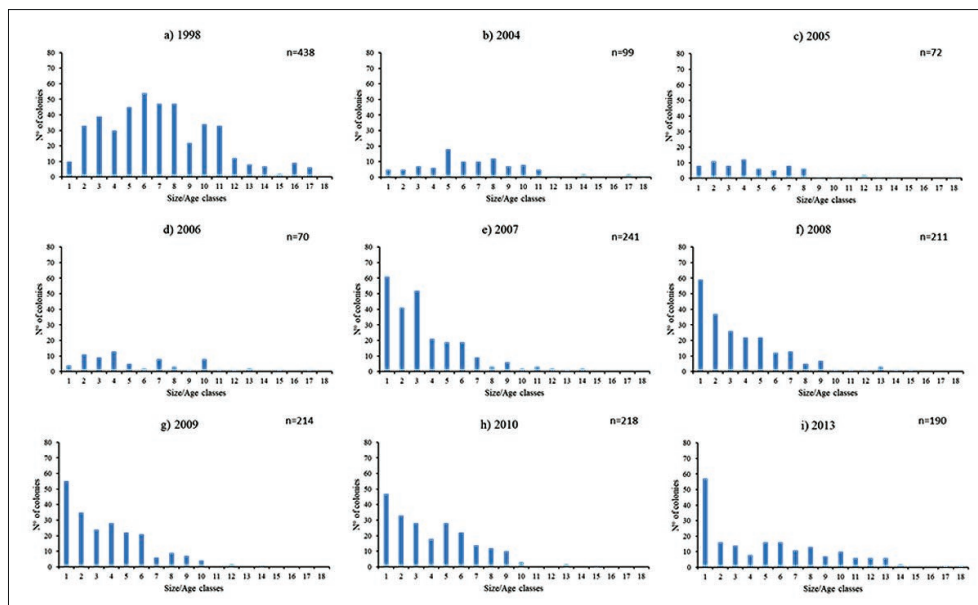 a) 1998
n=438
80
70
60
50
40
30
20
10
0
N° of colonies
1 2 3 4 5 6 7 8 9 10 11 12 13 14 15 16 17 18
Size/Age classes
b) 2004
n=99
80
70
60
50
40
30
20
10
0
N° of colonies
1 2 3 4 5 6 7 8 9 10 11 12 13 14 15 16 17 18
Size/Age classes
c) 2005
n=72
80
70
60
50
40
30
20
10
0
N° of colonies
1 2 3 4 5 6 7 8 9 10 11 12 13 14 15 16 17 18
Size/Age classes
d) 2006
n=70
80
70
60
50
40
30
20
10
0
N° of colonies
1 2 3 4 5 6 7 8 9 10 11 12 13 14 15 16 17 18
Size/Age classes
e) 2007
n=241
80
70
60
50
40
30
20
10
0
N° of colonies
1 2 3 4 5 6 7 8 9 10 11 12 13 14 15 16 17 18
Size/Age classes
f) 2008
n=211
80
70
60
50
40
30
20
10
0
N° of colonies
1 2 3 4 5 6 7 8 9 10 11 12 13 14 15 16 17 18
Size/Age classes
g) 2009
n=214
80
70
60
50
40
30
20
10
0
N° of colonies
1 2 3 4 5 6 7 8 9 10 11 12 13 14 15 16 17 18
Size/Age classes
h) 2010
n=218
80
70
60
50
40
30
20
10
0
N° of colonies
1 2 3 4 5 6 7 8 9 10 11 12 13 14 15 16 17 18
Size/Age classes
i) 2013
n=190
80
70
60
50
40
30
20
10
0
N° of colonies
1 2 3 4 5 6 7 8 9 10 11 12 13 14 15 16 17 18
Size/Age classes